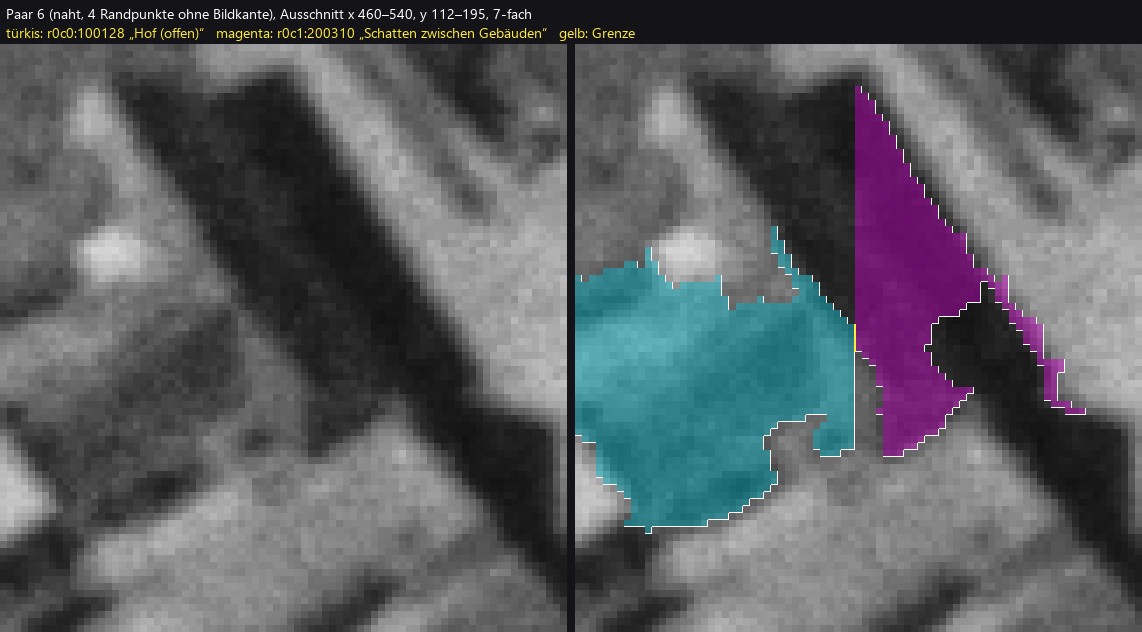 Paar 6 (naht, 4 Randpunkte ohne Bildkante), Ausschnitt x 460–540, y 112–195, 7-fach
türkis: r0c0:100128 „Hof (offen)“ magenta: r0c1:200310 „Schatten zwischen Gebäuden“ gelb: Grenze